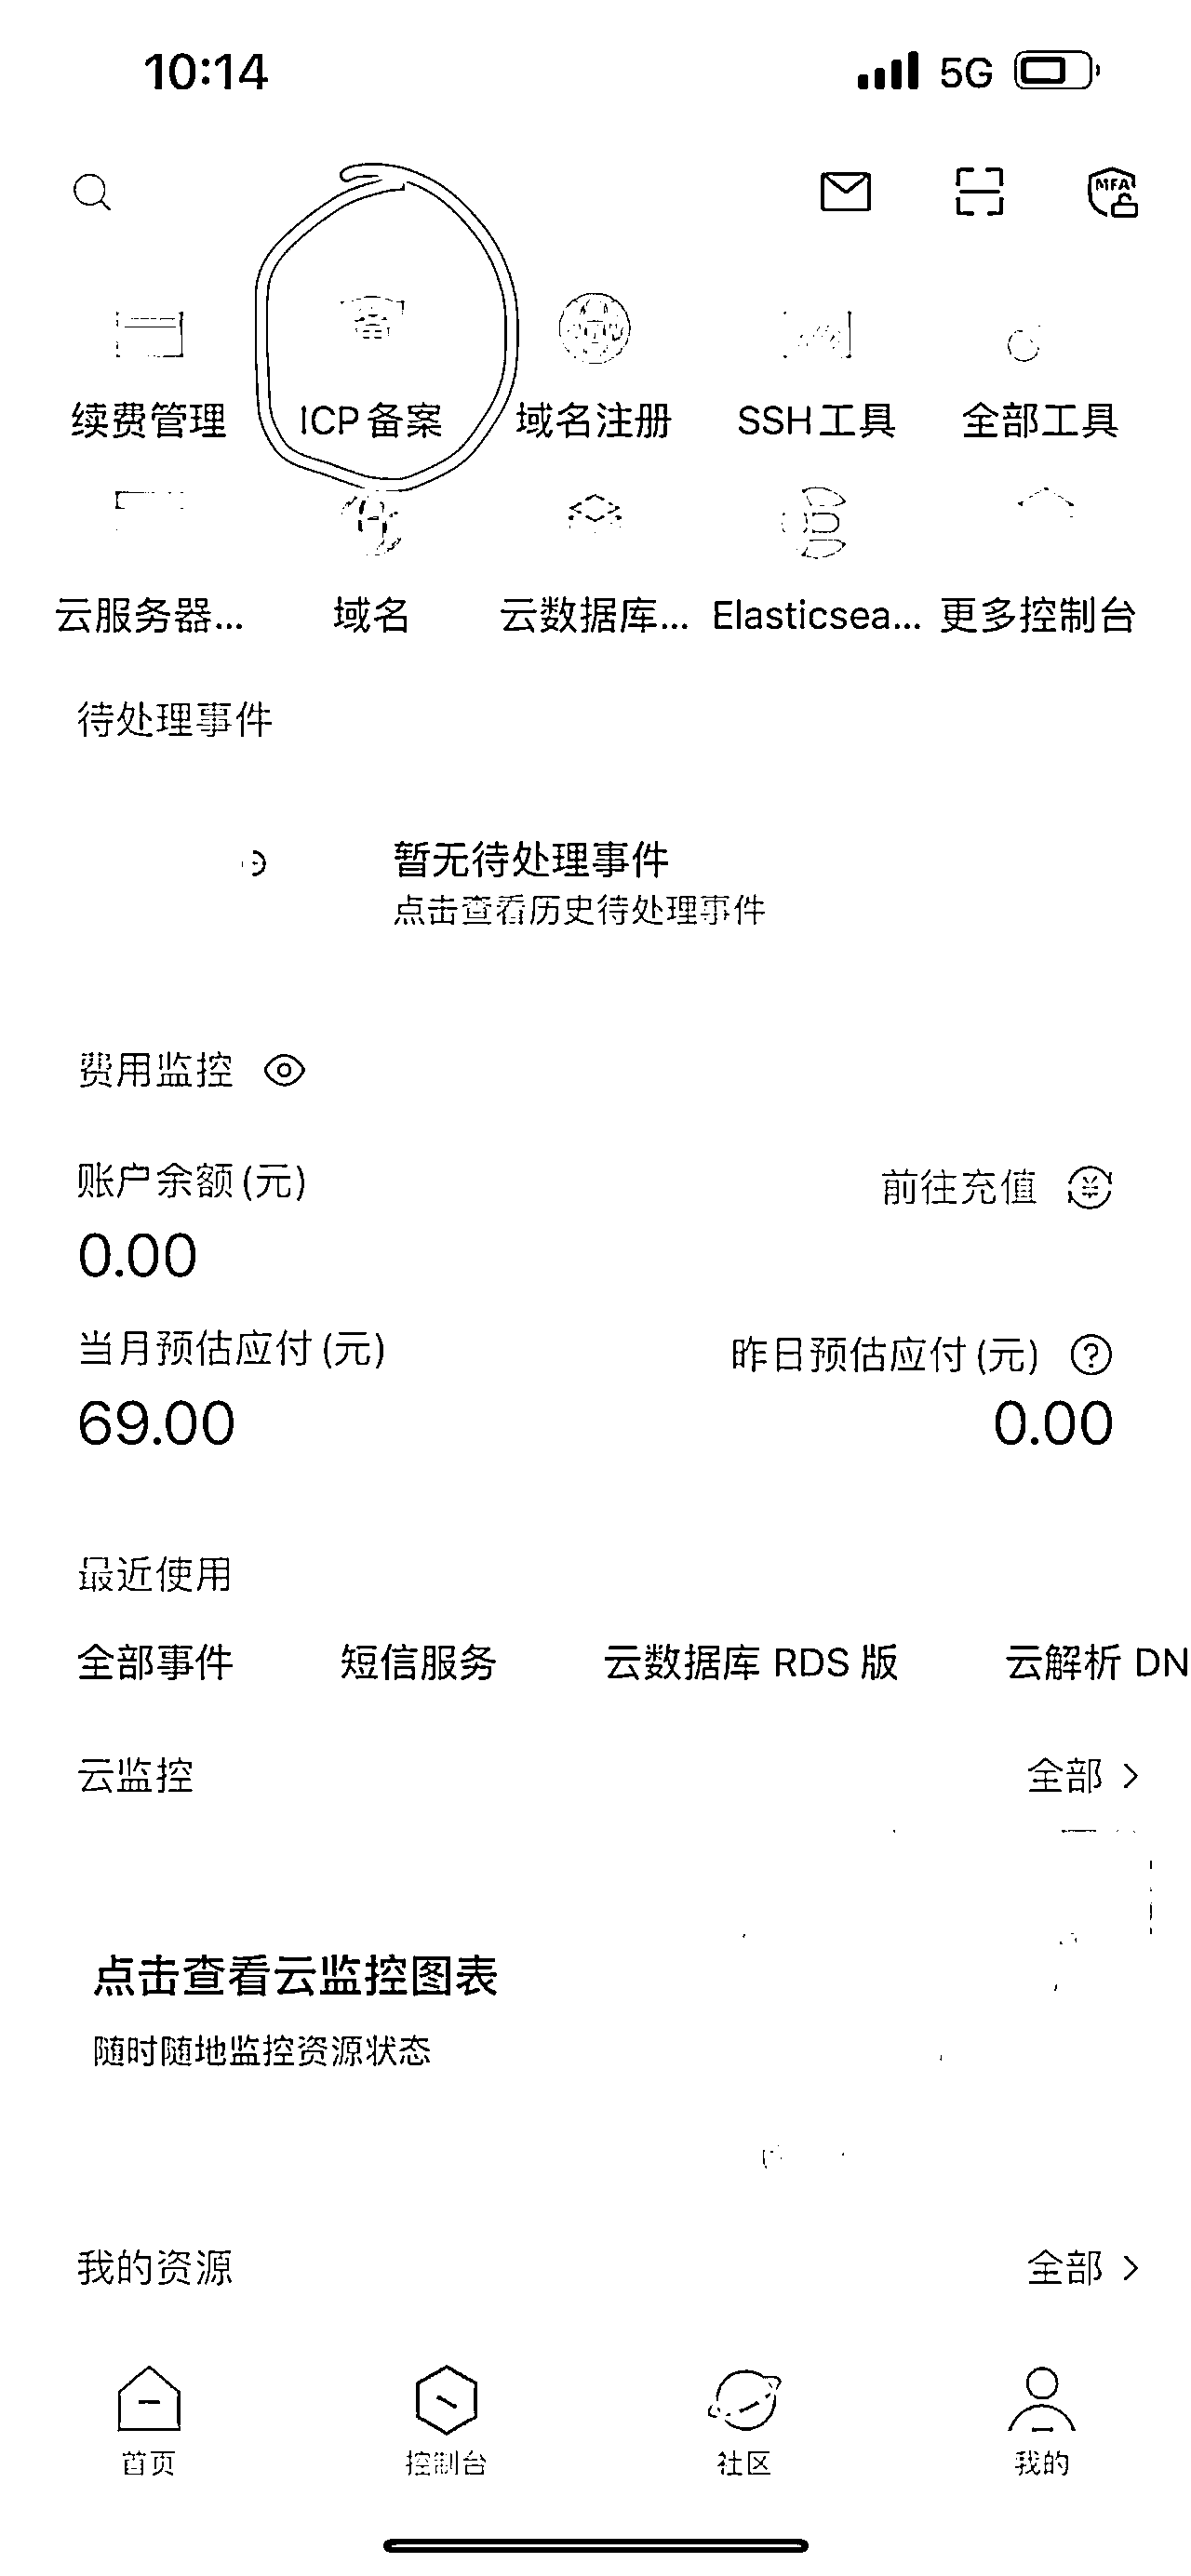 10:14 5G
MFA
续费管理 ICP备案 域名注册 SSH工具 全部工具
云服务器... 域名 云数据库... Elasticsea... 更多控制台
待处理事件
暂无待处理事件
点击查看历史待处理事件
费用监控
账户余额(元) 前往充值
0.00
当月预估应付(元) 昨日预估应付(元)
69.00 0.00
最近使用
全部事件 短信服务 云数据库 RDS 版 云解析 DN
云监控 全部
点击查看云监控图表
随时随地监控资源状态
我的资源 全部
首页 控制台 社区 我的